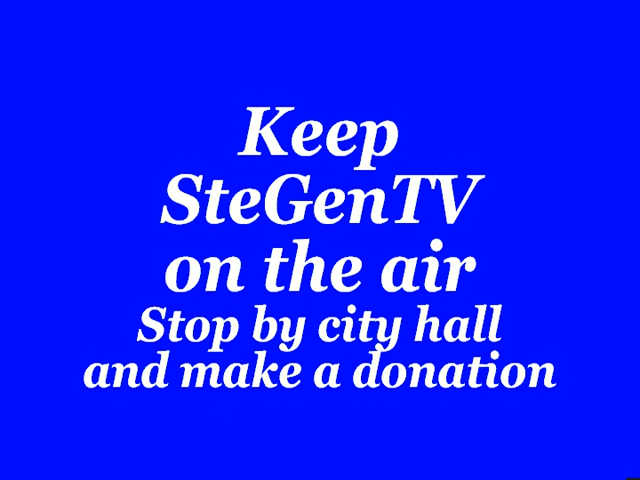 Keep
SteGenTV
on the air
Stop by city hall
and make a donation